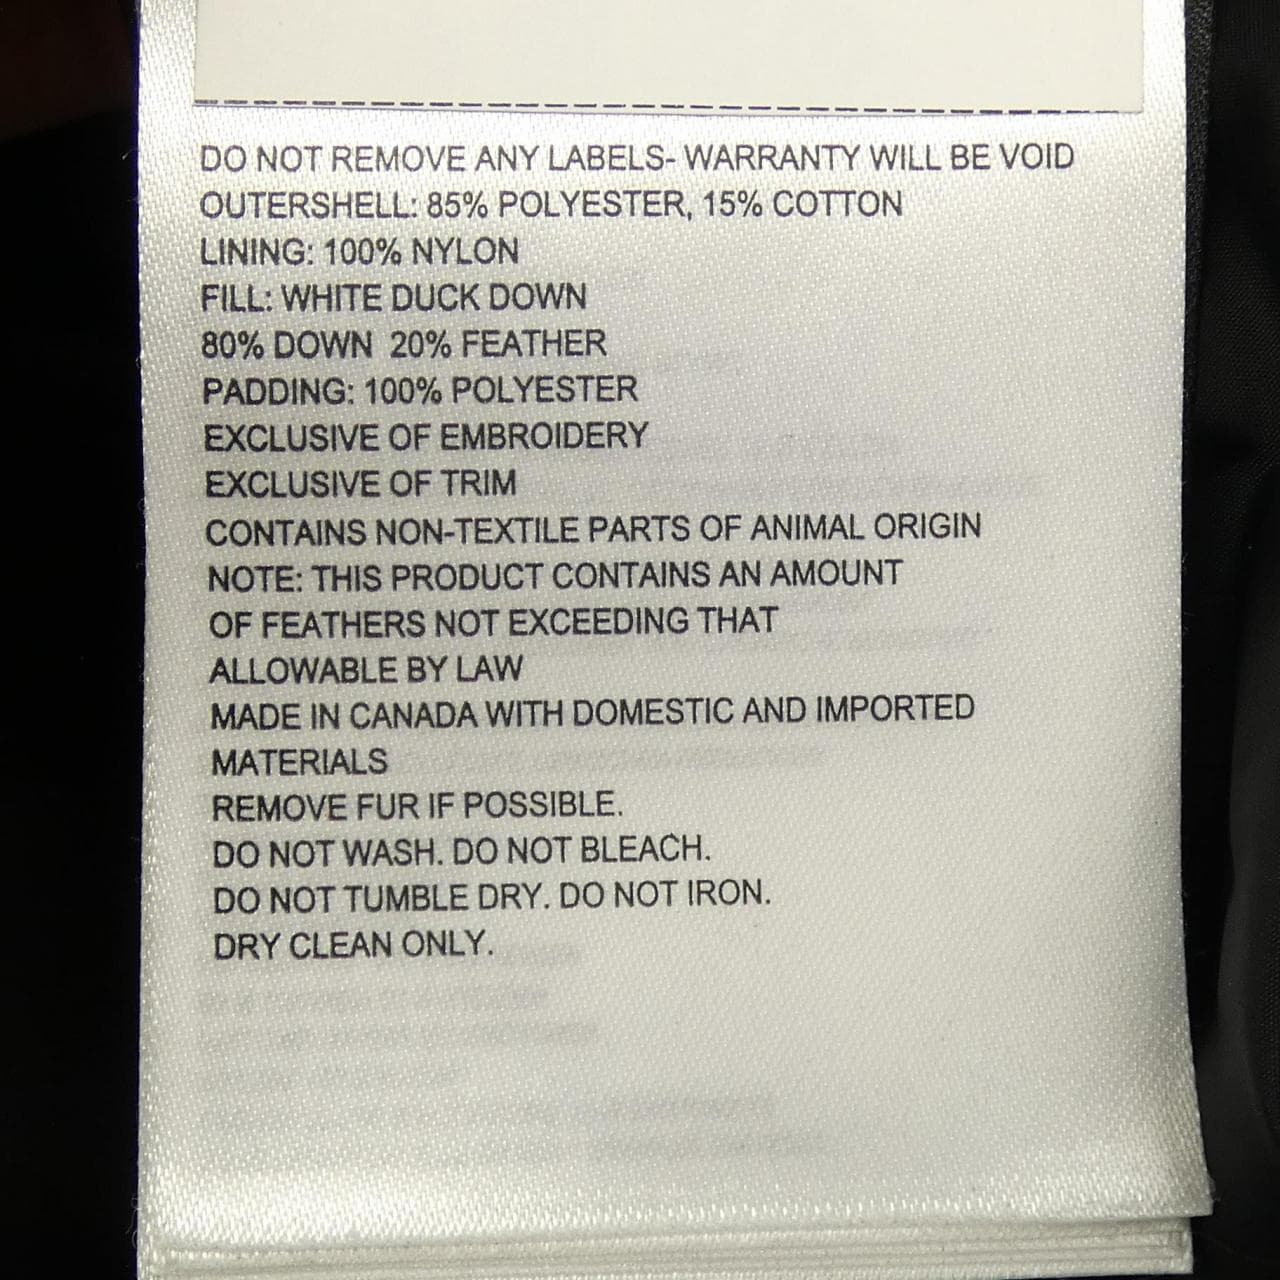 DO NOT REMOVE ANY LABELS- WARRANTY WILL BE VOID
OUTERSHELL: 85% POLYESTER, 15% COTTON
LINING: 100% NYLON
FILL: WHITE DUCK DOWN
80% DOWN  20% FEATHER
PADDING: 100% POLYESTER
EXCLUSIVE OF EMBROIDERY
EXCLUSIVE OF TRIM
CONTAINS NON-TEXTILE PARTS OF ANIMAL ORIGIN
NOTE: THIS PRODUCT CONTAINS AN AMOUNT
OF FEATHERS NOT EXCEEDING THAT
ALLOWABLE BY LAW
MADE IN CANADA WITH DOMESTIC AND IMPORTED
MATERIALS
REMOVE FUR IF POSSIBLE.
DO NOT WASH. DO NOT BLEACH.
DO NOT TUMBLE DRY. DO NOT IRON.
DRY CLEAN ONLY.